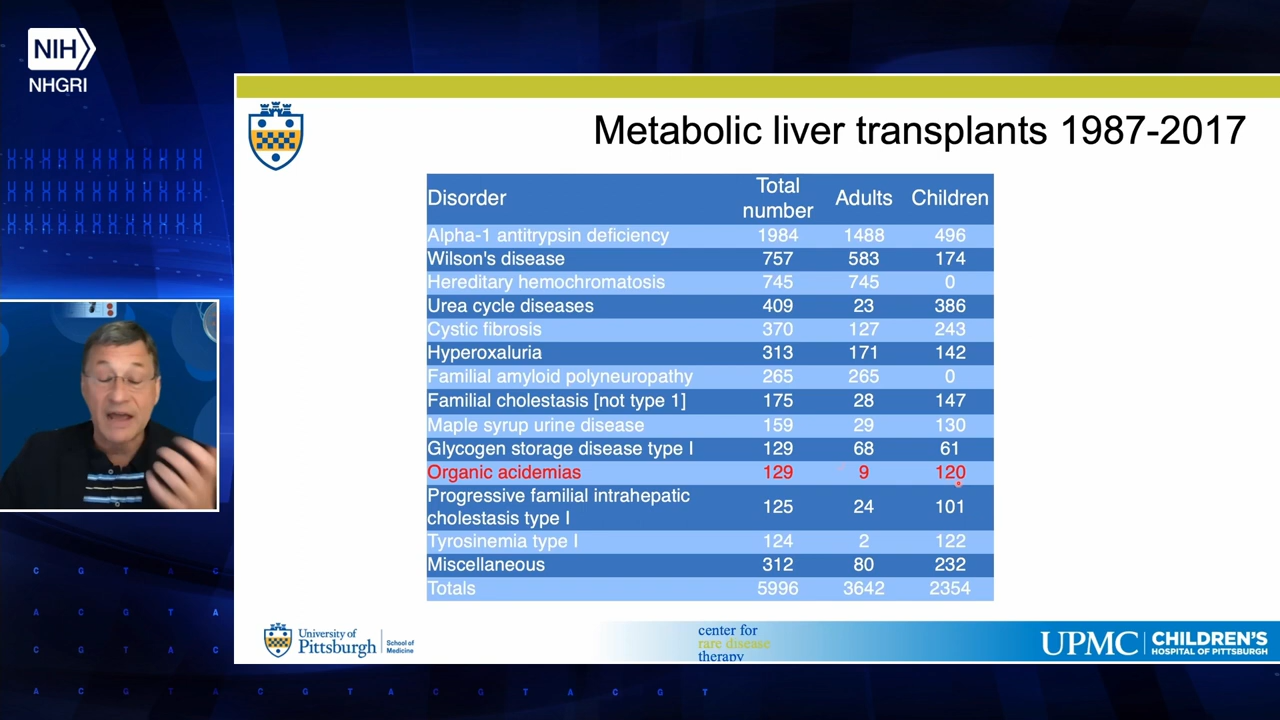 NIH
NHGRI
Metabolic liver transplants 1987-2017
Disorder Total number Adults Children
Alpha-1 antitrypsin deficiency 1984 1488 496
Wilson's disease 757 583 174
Hereditary hemochromatosis 745 745 0
Urea cycle diseases 409 23 386
Cystic fibrosis 370 127 243
Hyperoxaluria 313 171 142
Familial amyloid polyneuropathy 265 265 0
Familial cholestasis [not type 1] 175 28 147
Maple syrup urine disease 159 29 130
Glycogen storage disease type I 129 68 61
Organic acidemias 129 9 120
Progressive familial intrahepatic
cholestasis type I 125 24 101
Tyrosinemia type I 124 2 122
Miscellaneous 312 80 232
Totals 5996 3642 2354
University of
Pittsburgh
School of
Medicine
center for
rare disease
therapy
UPMC
CHILDREN'S
HOSPITAL OF PITTSBURGH
C G T A C
A C G T A
C G T A C
A C G T A C G T A C G T A C G T